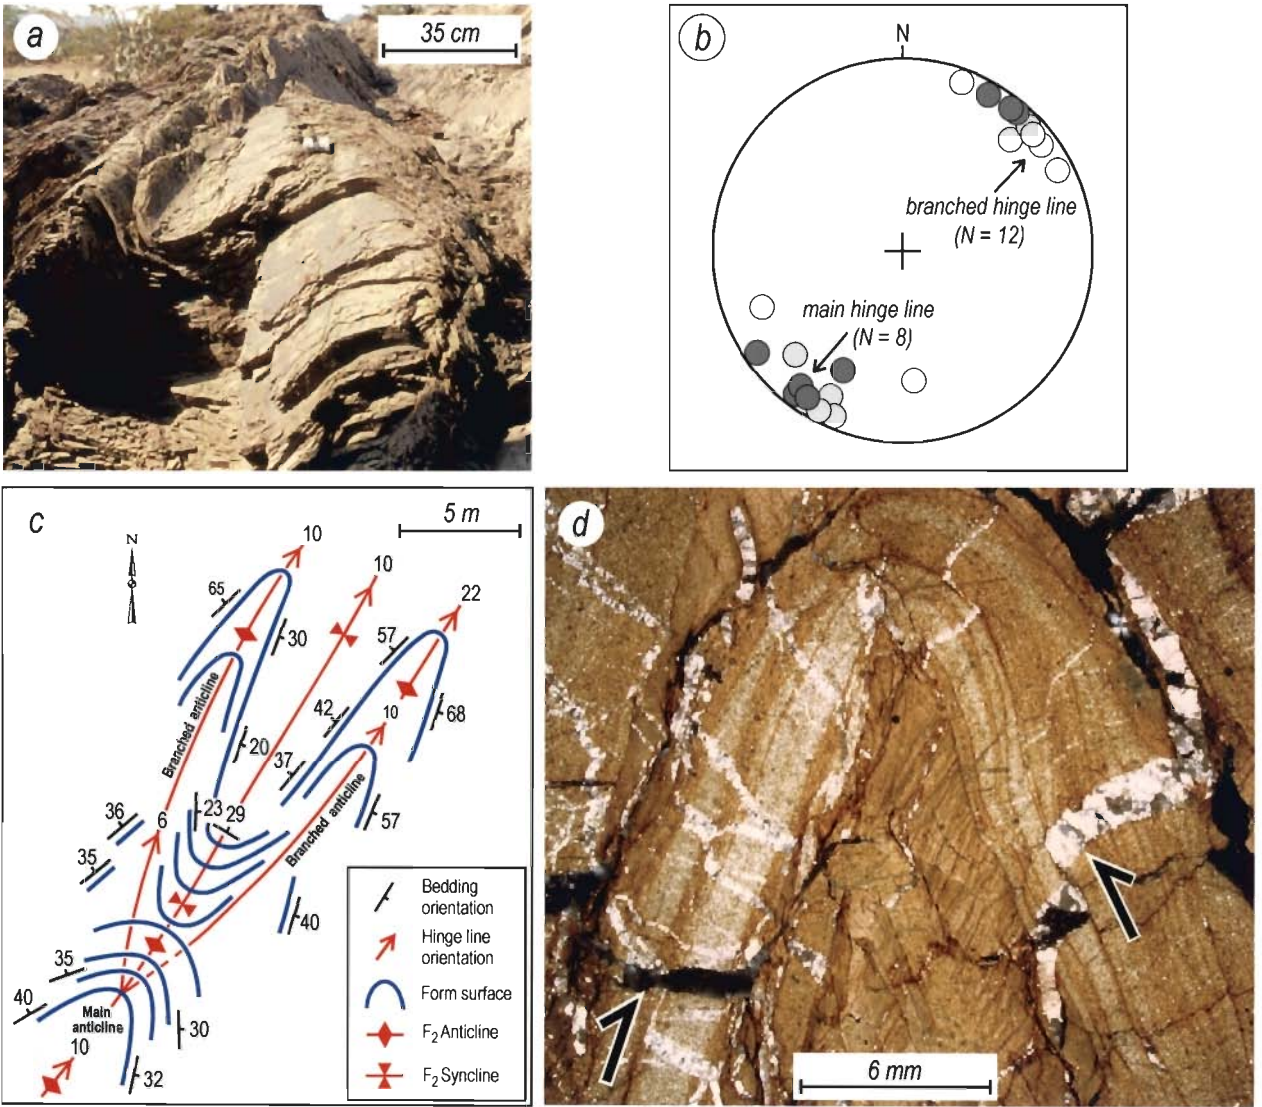 a
35 cm
b
N
branched hinge line
(N = 12)
main hinge line
(N = 8)
c
5 m
N
10
10
22
65
30
57
Branched anticline
42
68
10
20
37
36
23
29
6
57
Branched anticline
35
40
35
40
Main
anticline
30
10
32
Bedding
orientation
Hinge line
orientation
Form surface
F2 Anticline
F2 Syncline
d
6 mm